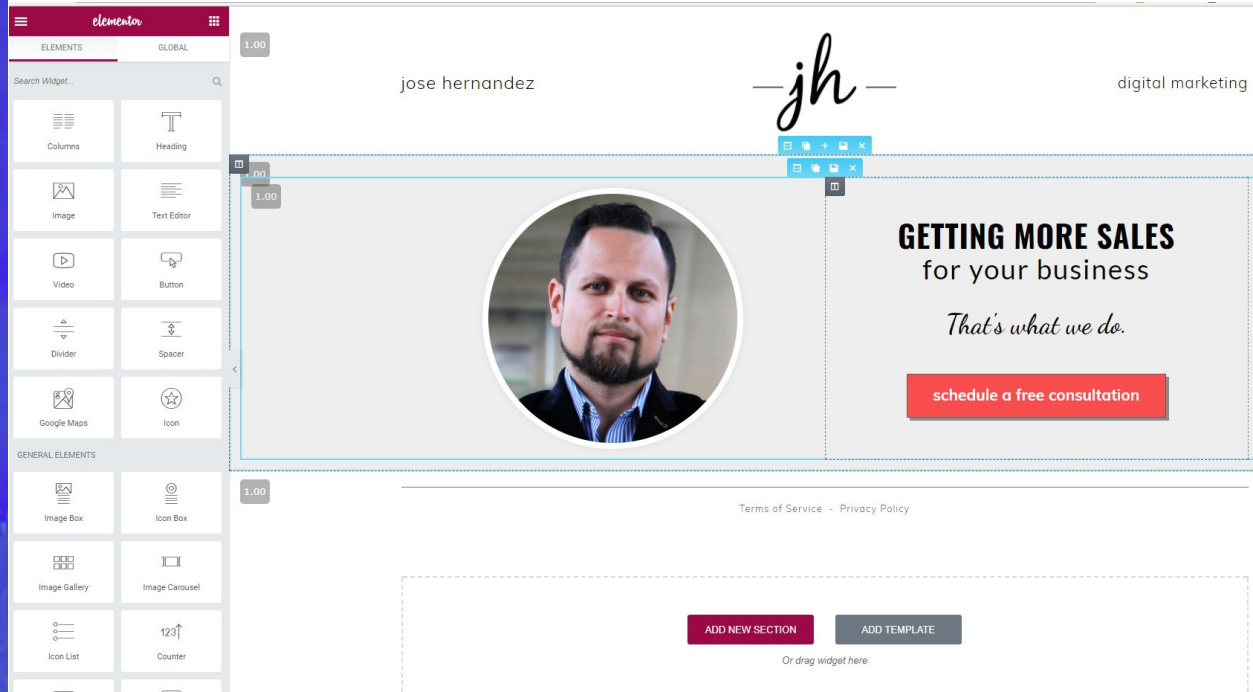 elementor
ELEMENTS
GLOBAL
Search Widget...
Columns
Heading
Image
Text Editor
Video
Button
Divider
Spacer
Google Maps
Icon
GENERAL ELEMENTS
Image Box
Icon Box
Image Gallery
Image Carousel
Icon List
123
Counter
1.00
jose hernandez
jh
digital marketing
1.00
1.00
GETTING MORE SALES
for your business
That's what we do.
schedule a free consultation
1.00
Terms of Service - Privacy Policy
ADD NEW SECTION
ADD TEMPLATE
Or drag widget here